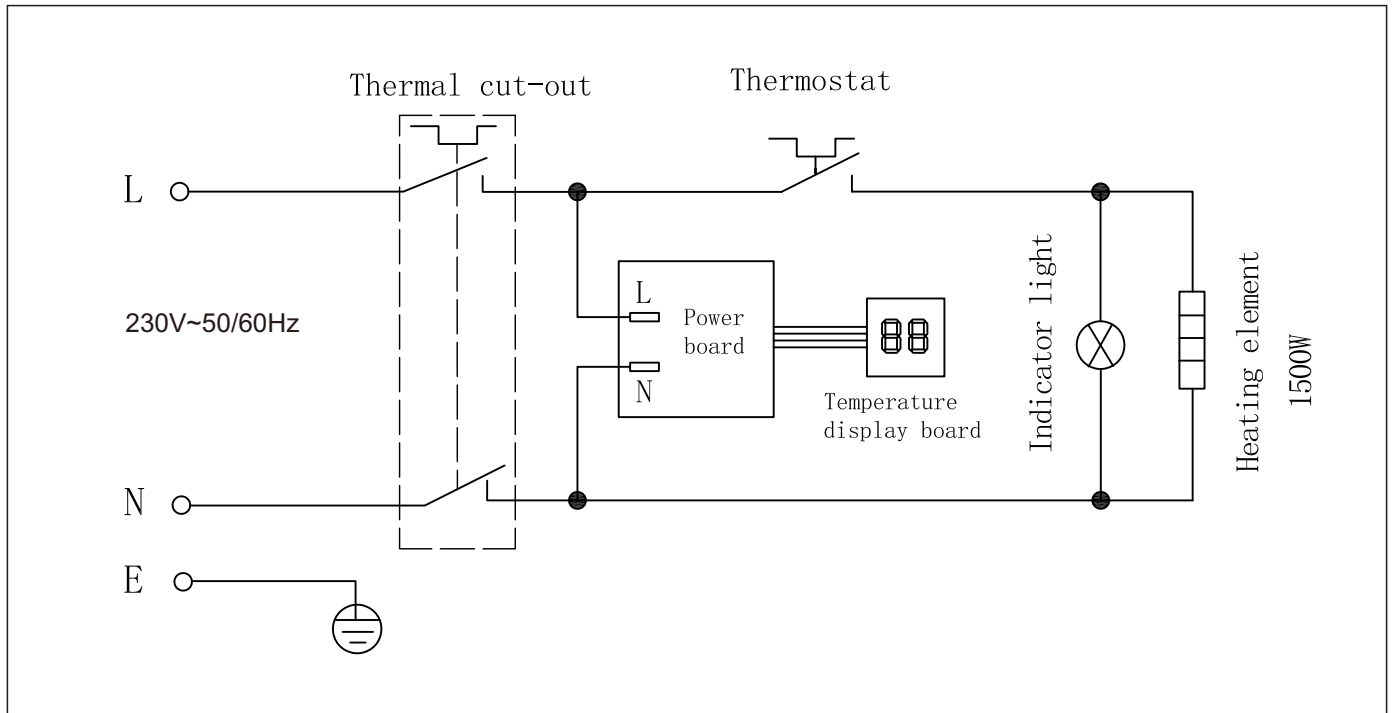 Thermal cut-out
Thermostat
L
230V~50/60Hz
L
Power
board
N
88
Temperature
display board
Indicator light
Heating element
1500W
N
E